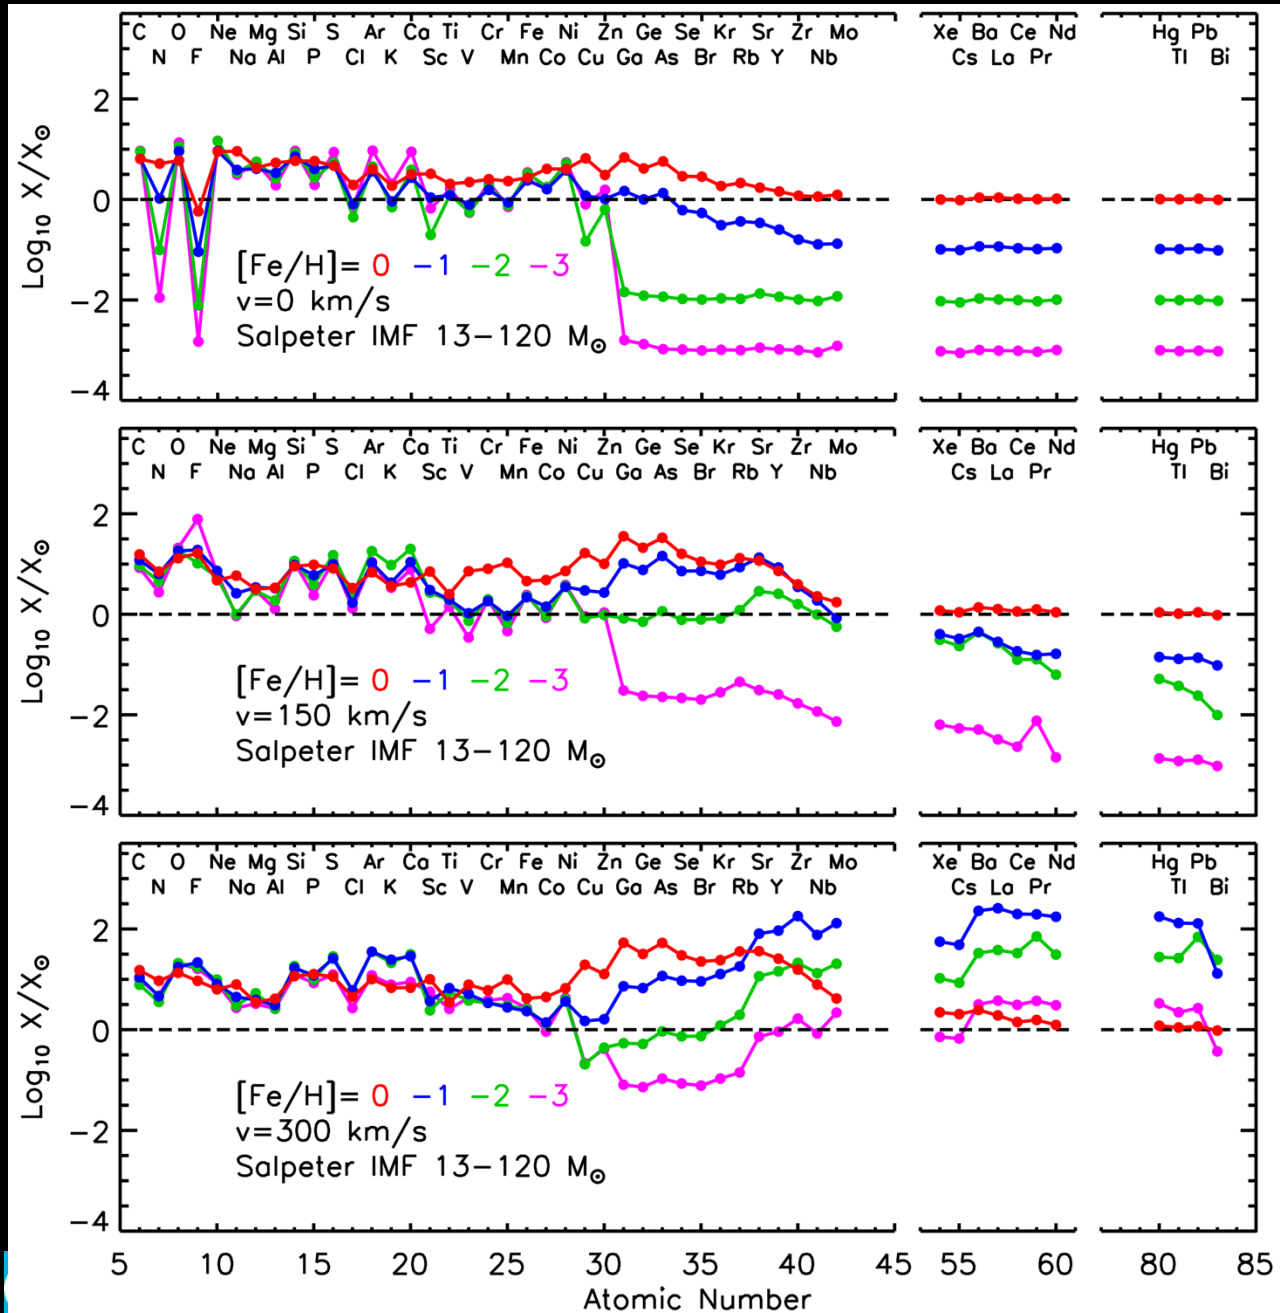 C O Ne Mg Si S Ar Ca Ti Cr Fe Ni Zn Ge Se Kr Sr Zr Mo Xe Ba Ce Nd Hg Pb
N F Na Al P Cl K Sc V Mn Co Cu Ga As Br Rb Y Nb Cs La Pr Tl Bi
2
0
−2
−4
Log₁₀ X/X☉
[Fe/H]= 0 −1 −2 −3
v=0 km/s
Salpeter IMF 13−120 M☉
C O Ne Mg Si S Ar Ca Ti Cr Fe Ni Zn Ge Se Kr Sr Zr Mo Xe Ba Ce Nd Hg Pb
N F Na Al P Cl K Sc V Mn Co Cu Ga As Br Rb Y Nb Cs La Pr Tl Bi
2
0
−2
−4
Log₁₀ X/X☉
[Fe/H]= 0 −1 −2 −3
v=150 km/s
Salpeter IMF 13−120 M☉
C O Ne Mg Si S Ar Ca Ti Cr Fe Ni Zn Ge Se Kr Sr Zr Mo Xe Ba Ce Nd Hg Pb
N F Na Al P Cl K Sc V Mn Co Cu Ga As Br Rb Y Nb Cs La Pr Tl Bi
2
0
−2
−4
Log₁₀ X/X☉
[Fe/H]= 0 −1 −2 −3
v=300 km/s
Salpeter IMF 13−120 M☉
5 10 15 20 25 30 35 40 45 55 60 80 85
Atomic Number